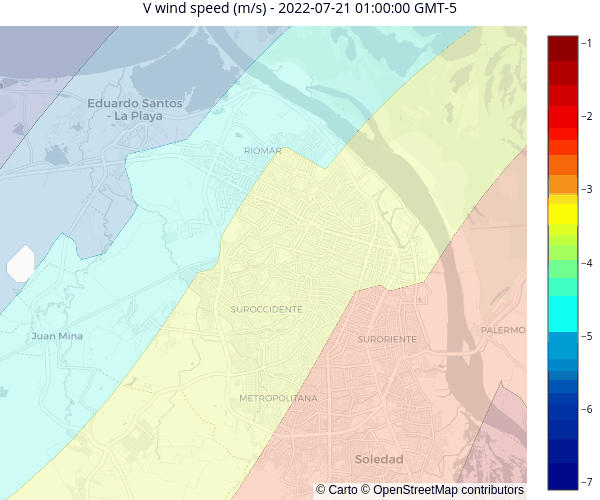 V wind speed (m/s) - 2022-07-21 01:00:00 GMT-5
Eduardo Santos
- La Playa
RIOMAR
SUROCCIDENTE
Juan Mina
SURORIENTE
PALERMO
METROPOLITANA
Soledad
© Carto © OpenStreetMap contributors
−1
−2
−3
−4
−5
−6
−7